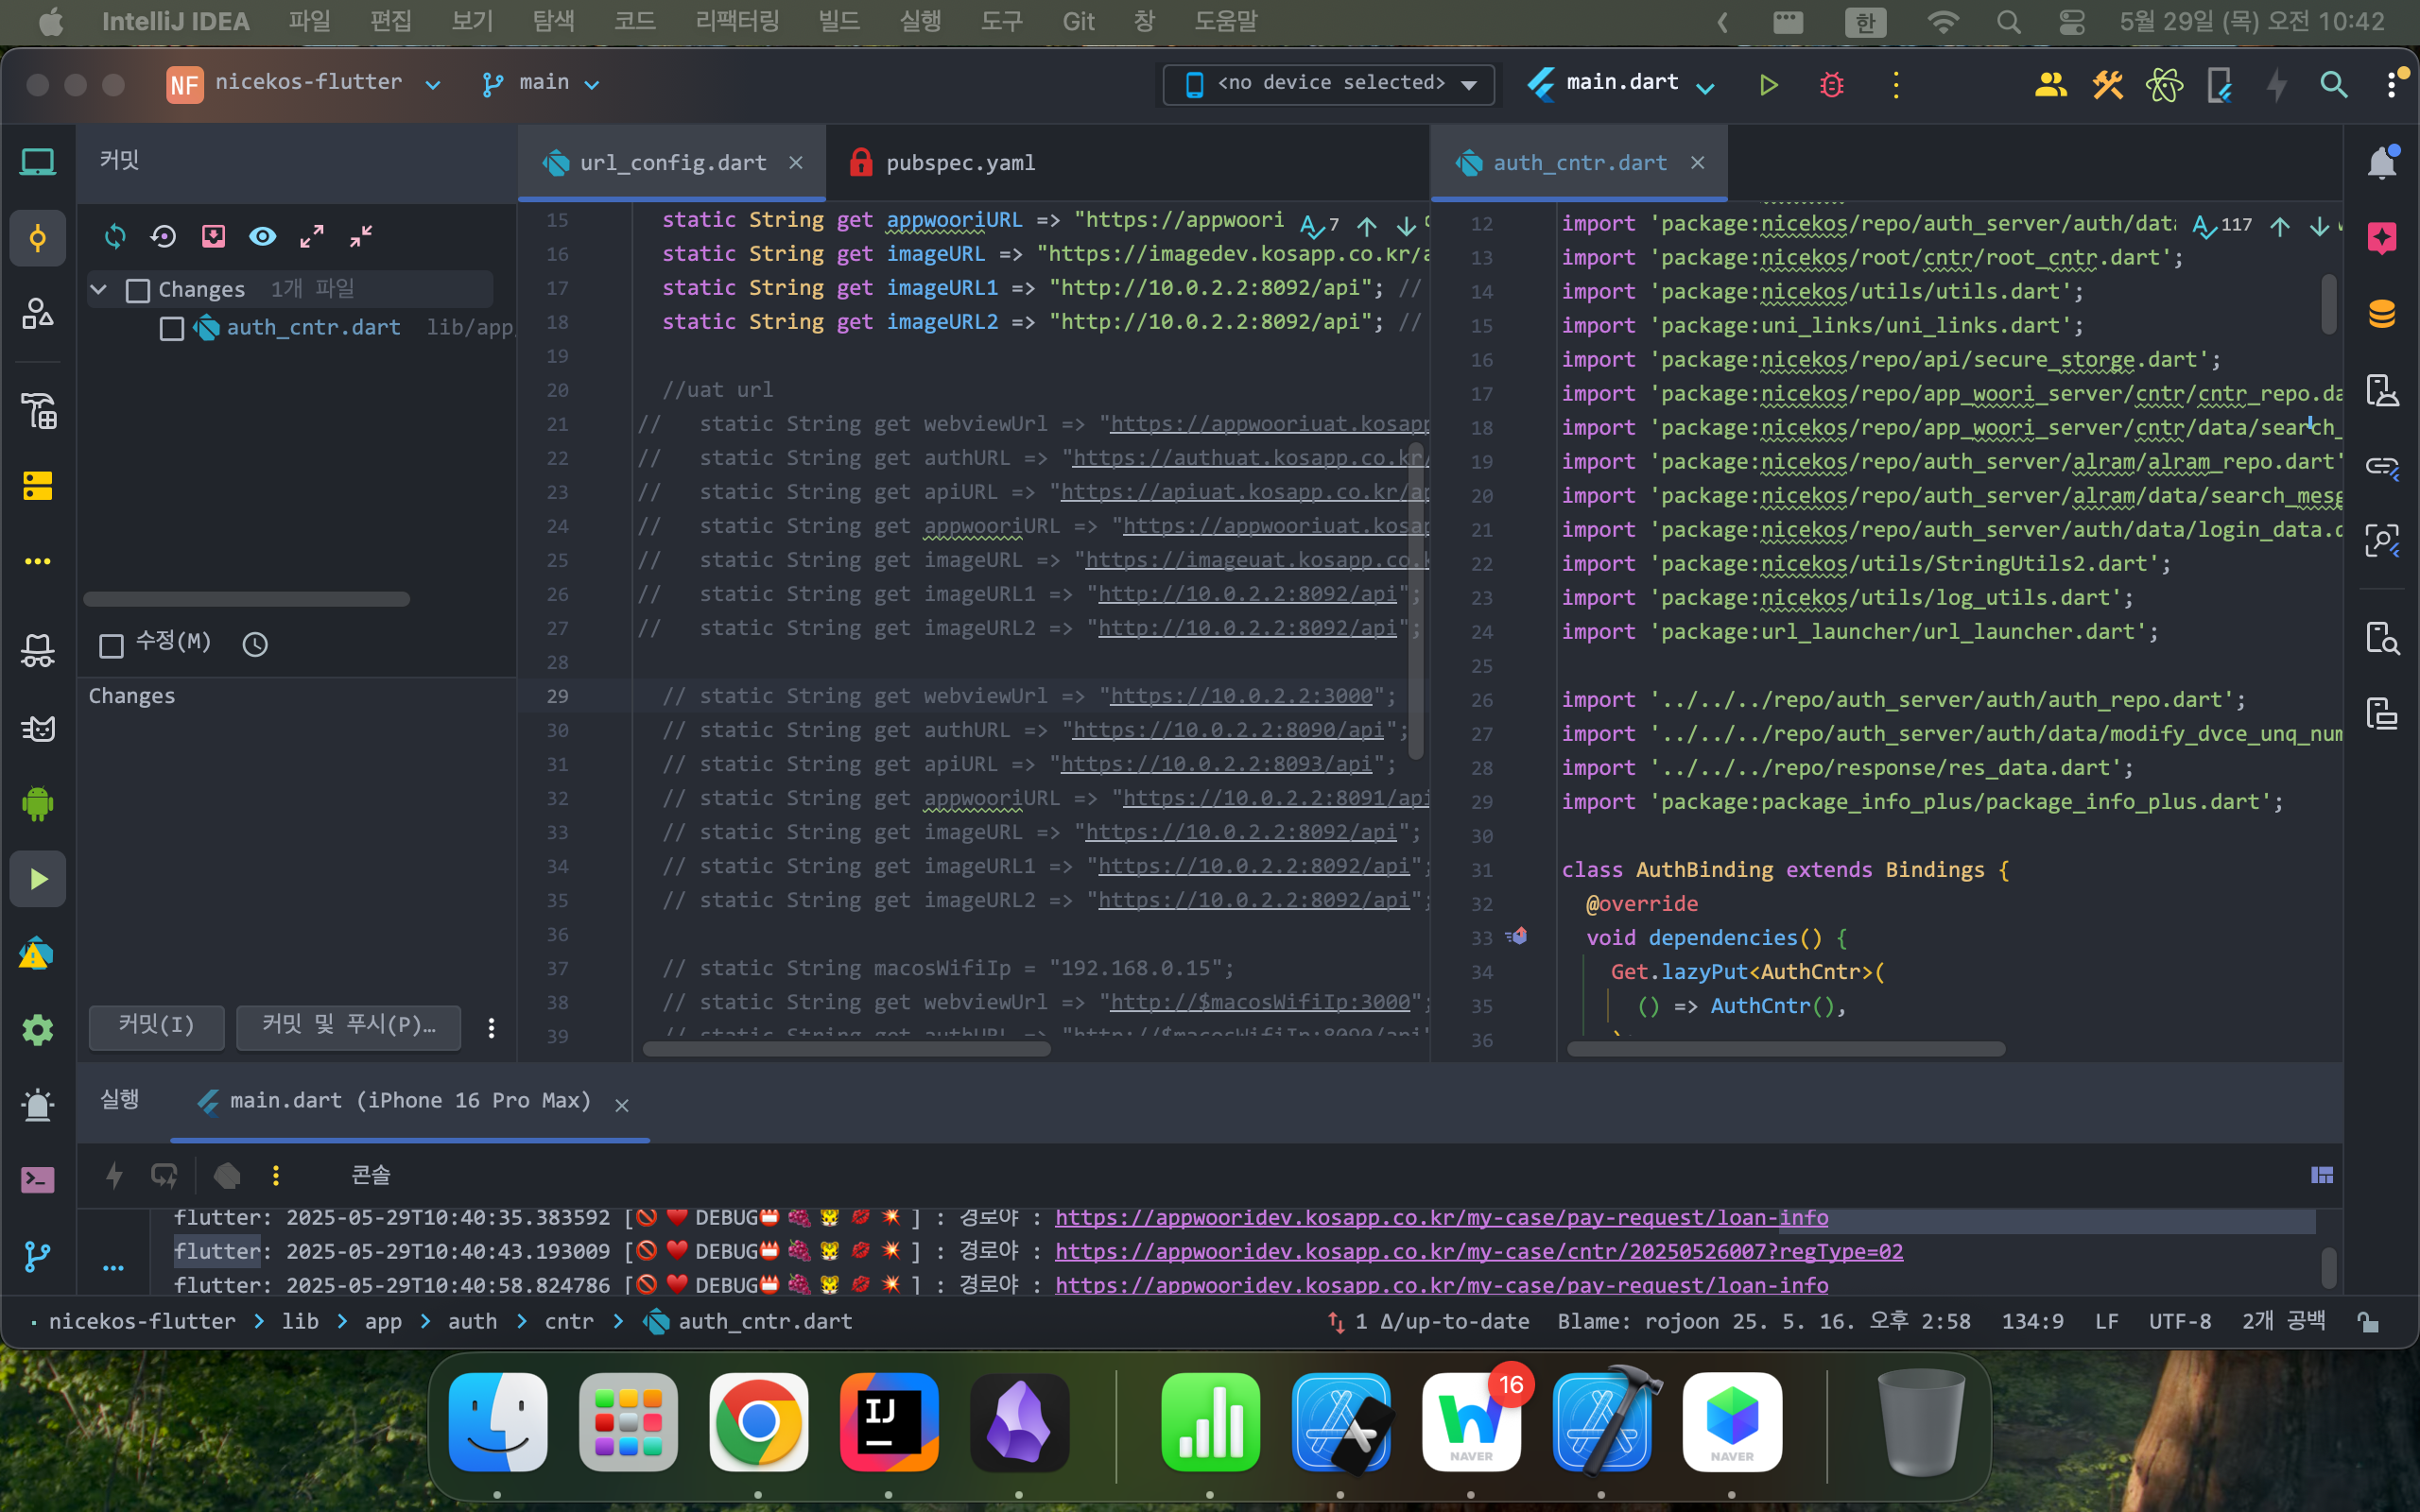 IntelliJ IDEA 파일 편집 보기 탐색 코드 리팩터링 빌드 실행 도구 Git 창 도움말 한 5월 29일 (목) 오전 10:42
NF nicekos-flutter main <no device selected> main.dart
커밋
Changes 1개 파일
auth_cntr.dart lib/app
수정(M)
Changes
커밋(I) 커밋 및 푸시(P)...
url_config.dart pubspec.yaml
7
15 static String get appwooriURL => "https://appwoori
16 static String get imageURL => "https://imagedev.kosapp.co.kr/a
17 static String get imageURL1 => "http://10.0.2.2:8092/api"; //
18 static String get imageURL2 => "http://10.0.2.2:8092/api"; //
19
20 //uat url
21 // static String get webviewUrl => "https://appwooriuat.kosapp
22 // static String get authURL => "https://authuat.kosapp.co.kr/
23 // static String get apiURL => "https://apiuat.kosapp.co.kr/ap
24 // static String get appwooriURL => "https://appwooriuat.kosap
25 // static String get imageURL => "https://imageuat.kosapp.co.k
26 // static String get imageURL1 => "http://10.0.2.2:8092/api";
27 // static String get imageURL2 => "http://10.0.2.2:8092/api";
28
29 // static String get webviewUrl => "https://10.0.2.2:3000";
30 // static String get authURL => "https://10.0.2.2:8090/api";
31 // static String get apiURL => "https://10.0.2.2:8093/api";
32 // static String get appwooriURL => "https://10.0.2.2:8091/api
33 // static String get imageURL => "https://10.0.2.2:8092/api";
34 // static String get imageURL1 => "https://10.0.2.2:8092/api";
35 // static String get imageURL2 => "https://10.0.2.2:8092/api";
36
37 // static String macosWifiIp = "192.168.0.15";
38 // static String get webviewUrl => "http://$macosWifiIp:3000";
39 // static String get authURL => "http://$macosWifiIp:8090/api"
auth_cntr.dart
117
12 import 'package:nicekos/repo/auth_server/auth/data
13 import 'package:nicekos/root/cntr/root_cntr.dart';
14 import 'package:nicekos/utils/utils.dart';
15 import 'package:uni_links/uni_links.dart';
16 import 'package:nicekos/repo/api/secure_storge.dart';
17 import 'package:nicekos/repo/app_woori_server/cntr/cntr_repo.da
18 import 'package:nicekos/repo/app_woori_server/cntr/data/search_
19 import 'package:nicekos/repo/auth_server/alram/alram_repo.dart'
20 import 'package:nicekos/repo/auth_server/alram/data/search_mesg
21 import 'package:nicekos/repo/auth_server/auth/data/login_data.d
22 import 'package:nicekos/utils/StringUtils2.dart';
23 import 'package:nicekos/utils/log_utils.dart';
24 import 'package:url_launcher/url_launcher.dart';
25
26 import '../../../repo/auth_server/auth/auth_repo.dart';
27 import '../../../repo/auth_server/auth/data/modify_dvce_unq_num
28 import '../../../repo/response/res_data.dart';
29 import 'package:package_info_plus/package_info_plus.dart';
30
31 class AuthBinding extends Bindings {
32 @override
33 void dependencies() {
34 Get.lazyPut<AuthCntr>(
35 () => AuthCntr(),
36 )
실행 main.dart (iPhone 16 Pro Max)
콘솔
flutter: 2025-05-29T10:40:35.383592 [🚫 ♥️ DEBUG📛 🍇 🐯 💋 💥 ] : 경로야 : https://appwooridev.kosapp.co.kr/my-case/pay-request/loan-info
flutter: 2025-05-29T10:40:43.193009 [🚫 ♥️ DEBUG📛 🍇 🐯 💋 💥 ] : 경로야 : https://appwooridev.kosapp.co.kr/my-case/cntr/20250526007?regType=02
flutter: 2025-05-29T10:40:58.824786 [🚫 ♥️ DEBUG📛 🍇 🐯 💋 💥 ] : 경로야 : https://appwooridev.kosapp.co.kr/my-case/pay-request/loan-info
nicekos-flutter > lib > app > auth > cntr > auth_cntr.dart 1 Δ/up-to-date Blame: rojoon 25. 5. 16. 오후 2:58 134:9 LF UTF-8 2개 공백
IJ
NAVER
16
NAVER